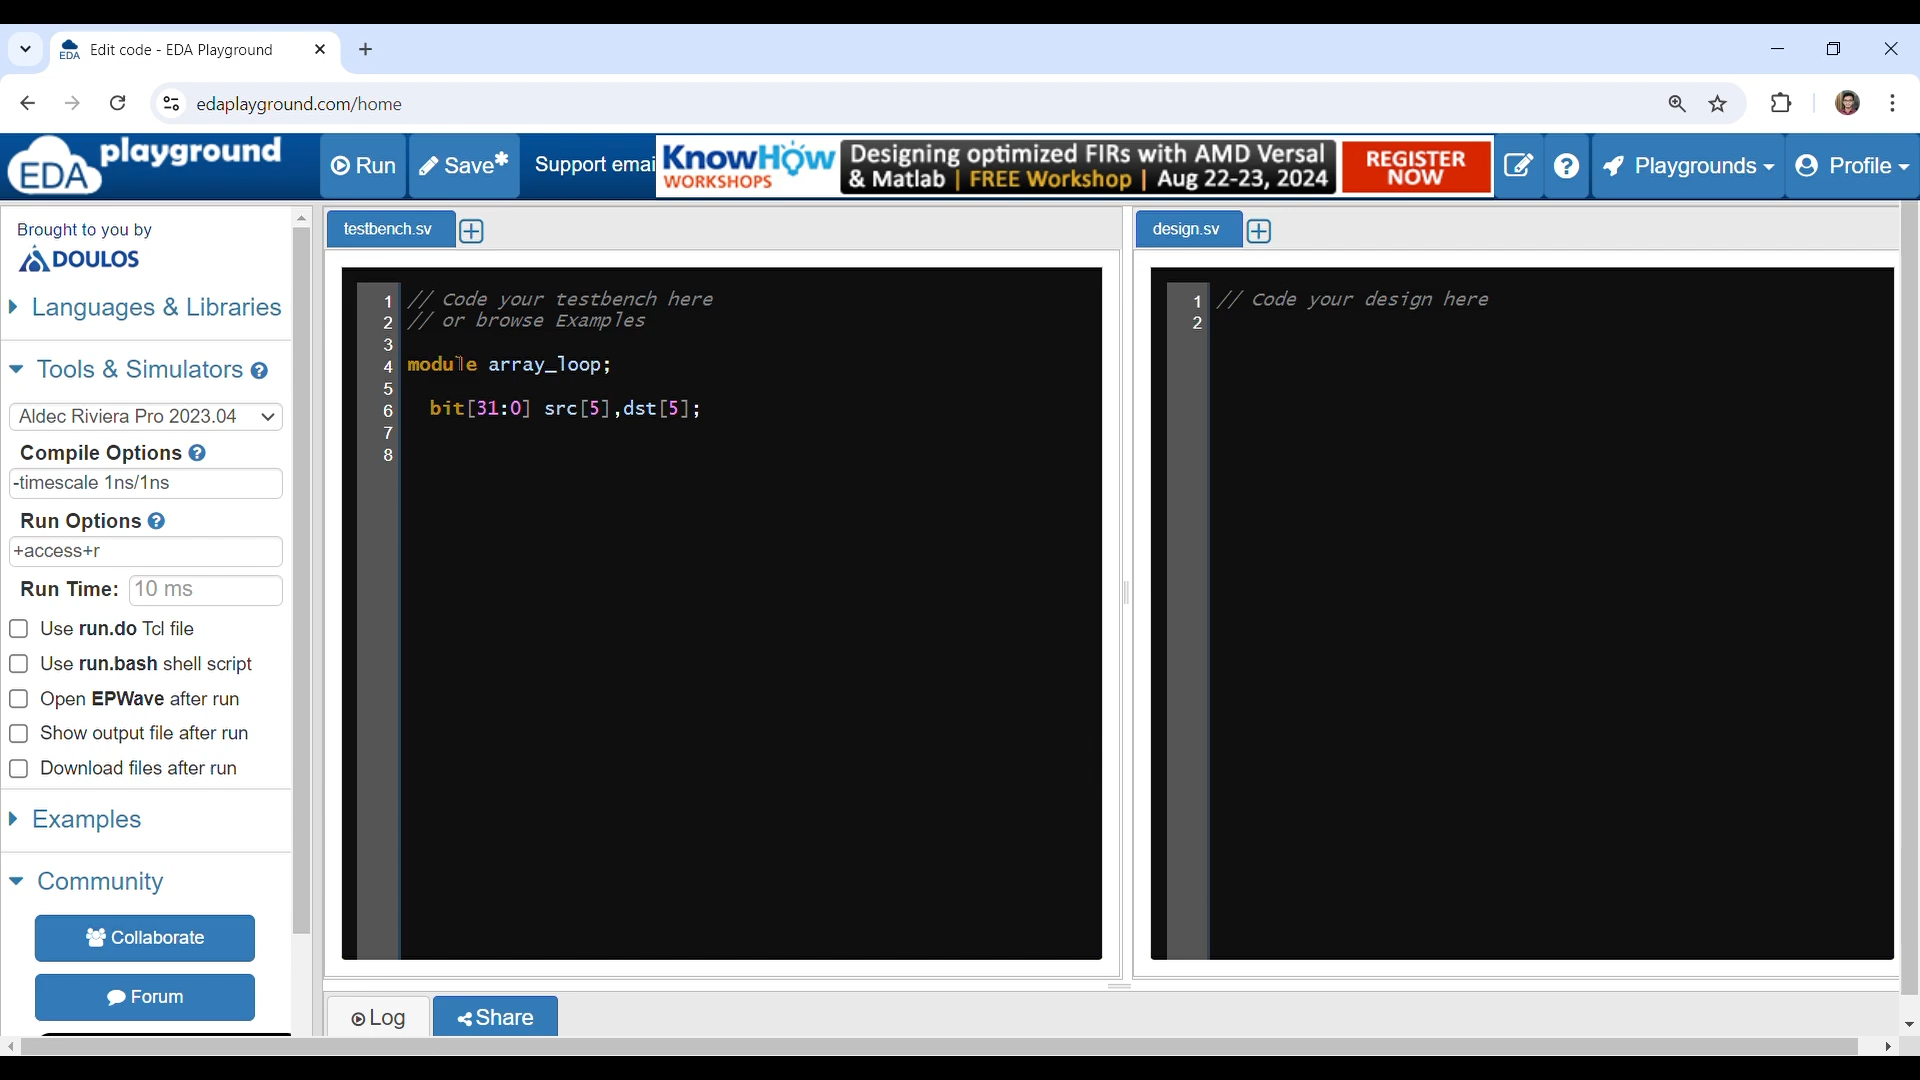 Edit code - EDA Playground
edaplayground.com/home
EDA playground
Run
Save*
Support emai
KnowHow WORKSHOPS
Designing optimized FIRs with AMD Versal
& Matlab | FREE Workshop | Aug 22-23, 2024
REGISTER NOW
Playgrounds
Profile
Brought to you by
DOULOS
Languages & Libraries
Tools & Simulators
Aldec Riviera Pro 2023.04
Compile Options
-timescale 1ns/1ns
Run Options
+access+r
Run Time: 10 ms
Use run.do Tcl file
Use run.bash shell script
Open EPWave after run
Show output file after run
Download files after run
Examples
Community
Collaborate
Forum
testbench.sv
1 // Code your testbench here
2 // or browse Examples
3
4 module array_loop;
5
6 bit[31:0] src[5],dst[5];
7
8
design.sv
1 // Code your design here
2
Log
Share